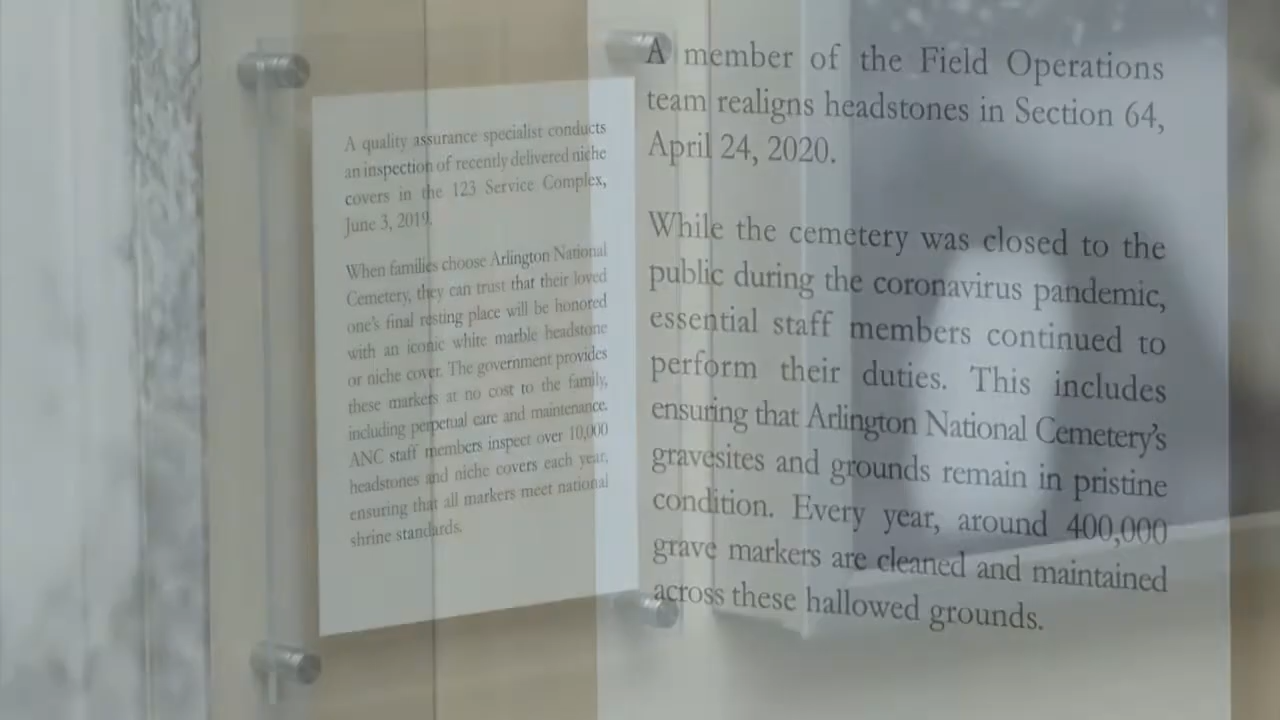 A quality assurance specialist conducts
an inspection of recently delivered niche
covers in the 123 Service Complex,
June 3, 2019.
When families choose Arlington National
Cemetery, they can trust that their loved
one's final resting place will be honored
with an iconic white marble headstone
or niche cover. The government provides
these markers at no cost to the family,
including perpetual care and maintenance.
ANC staff members inspect over 10,000
headstones and niche covers each year,
ensuring that all markers meet national
shrine standards.
A member of the Field Operations
team realigns headstones in Section 64,
April 24, 2020.
While the cemetery was closed to the
public during the coronavirus pandemic,
essential staff members continued to
perform their duties. This includes
ensuring that Arlington National Cemetery's
gravesites and grounds remain in pristine
condition. Every year, around 400,000
grave markers are cleaned and maintained
across these hallowed grounds.